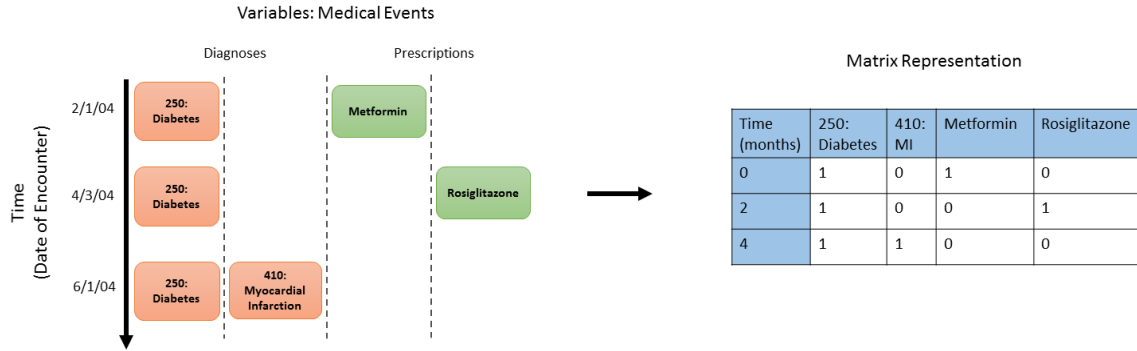 Variables: Medical Events
Diagnoses
Prescriptions
Time
(Date of Encounter)
2/1/04
250:
Diabetes
Metformin
4/3/04
250:
Diabetes
Rosiglitazone
6/1/04
250:
Diabetes
410:
Myocardial
Infarction
Matrix Representation
Time 250: 410: Metformin Rosiglitazone
(months) Diabetes MI
0 1 0 1 0
2 1 0 0 1
4 1 1 0 0